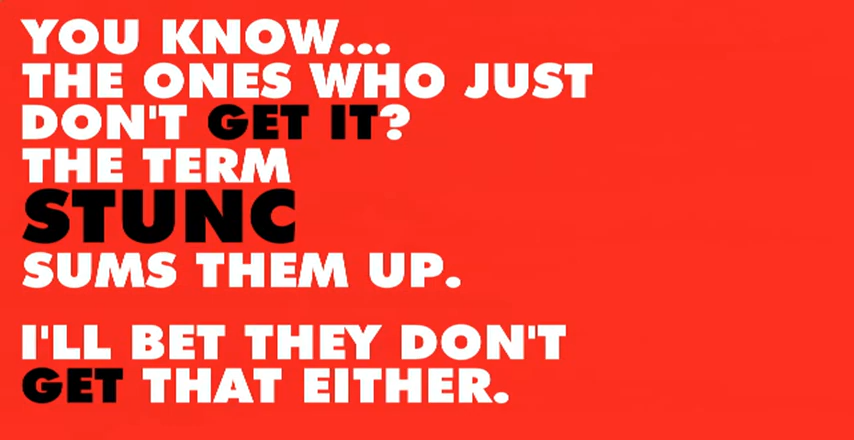 YOU KNOW...
THE ONES WHO JUST
DON'T GET IT?
THE TERM
STUNC
SUMS THEM UP.
I'LL BET THEY DON'T
GET THAT EITHER.